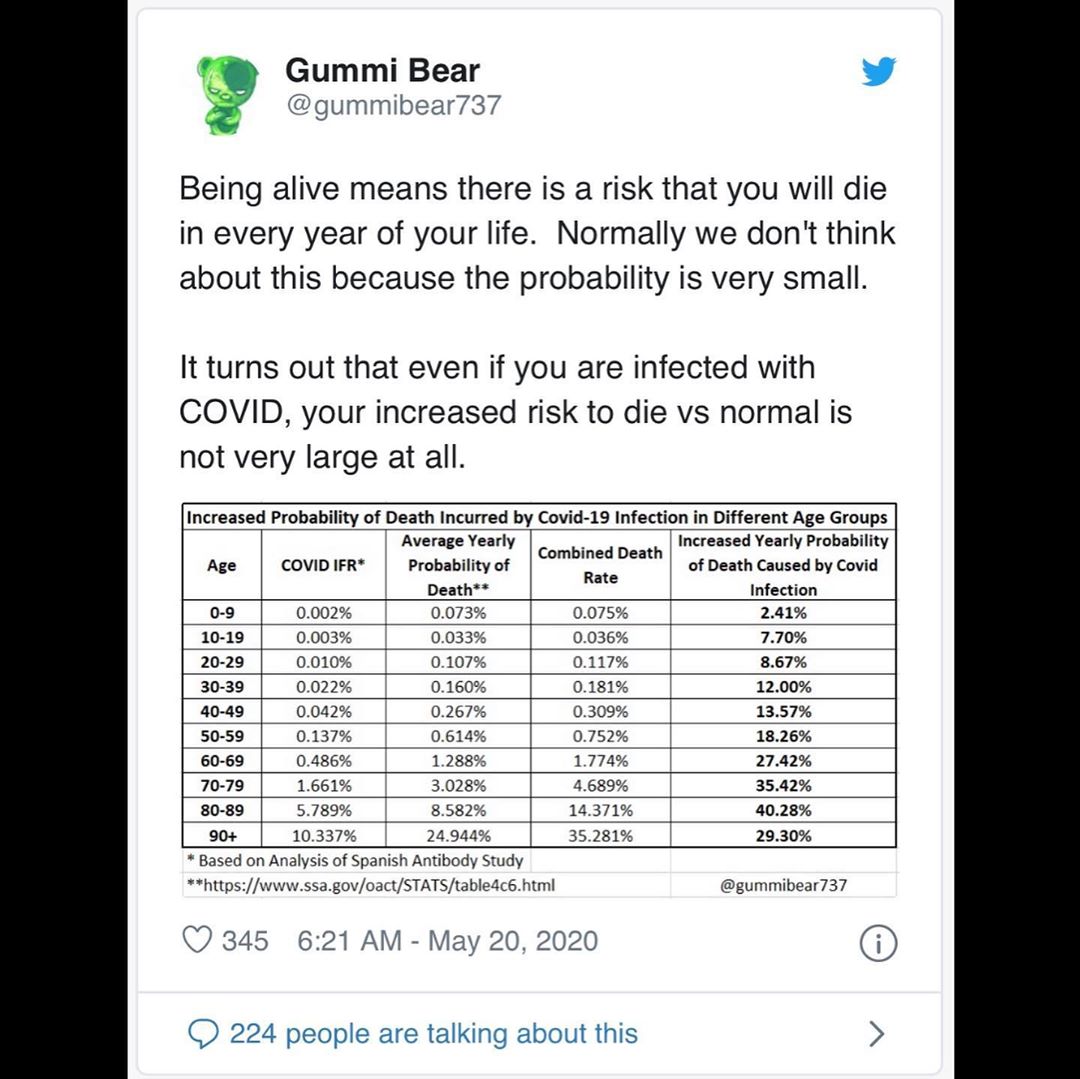 Gummi Bear
@gummibear737
Being alive means there is a risk that you will die
in every year of your life.  Normally we don't think
about this because the probability is very small.
It turns out that even if you are infected with
COVID, your increased risk to die vs normal is
not very large at all.
Increased Probability of Death Incurred by Covid-19 Infection in Different Age Groups
Age COVID IFR* Average Yearly Probability of Death** Combined Death Rate Increased Yearly Probability of Death Caused by Covid Infection
0-9 0.002% 0.073% 0.075% 2.41%
10-19 0.003% 0.033% 0.036% 7.70%
20-29 0.010% 0.107% 0.117% 8.67%
30-39 0.022% 0.160% 0.181% 12.00%
40-49 0.042% 0.267% 0.309% 13.57%
50-59 0.137% 0.614% 0.752% 18.26%
60-69 0.486% 1.288% 1.774% 27.42%
70-79 1.661% 3.028% 4.689% 35.42%
80-89 5.789% 8.582% 14.371% 40.28%
90+ 10.337% 24.944% 35.281% 29.30%
* Based on Analysis of Spanish Antibody Study
**https://www.ssa.gov/oact/STATS/table4c6.html @gummibear737
345 6:21 AM - May 20, 2020
224 people are talking about this